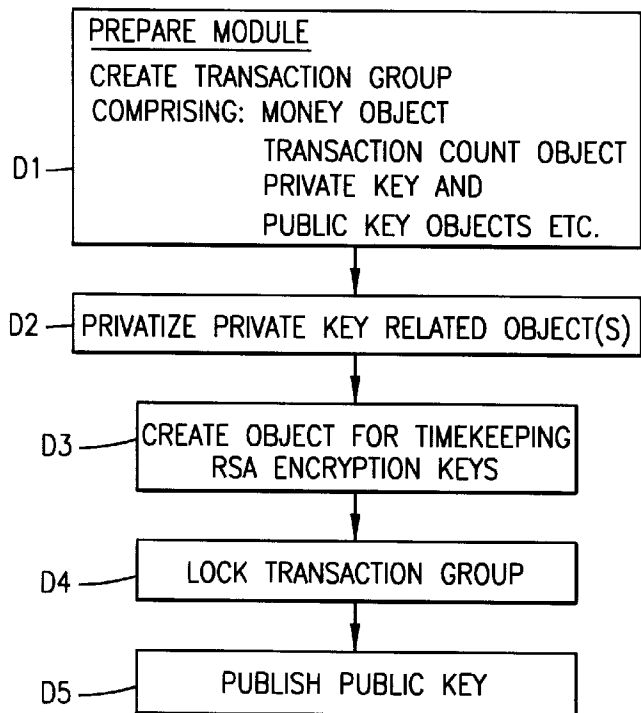 PREPARE MODULE
CREATE TRANSACTION GROUP
COMPRISING: MONEY OBJECT
TRANSACTION COUNT OBJECT
D1
PRIVATE KEY AND
PUBLIC KEY OBJECTS ETC.
D2
PRIVATIZE PRIVATE KEY RELATED OBJECT(S)
D3
CREATE OBJECT FOR TIMEKEEPING
RSA ENCRYPTION KEYS
D4
LOCK TRANSACTION GROUP
D5
PUBLISH PUBLIC KEY